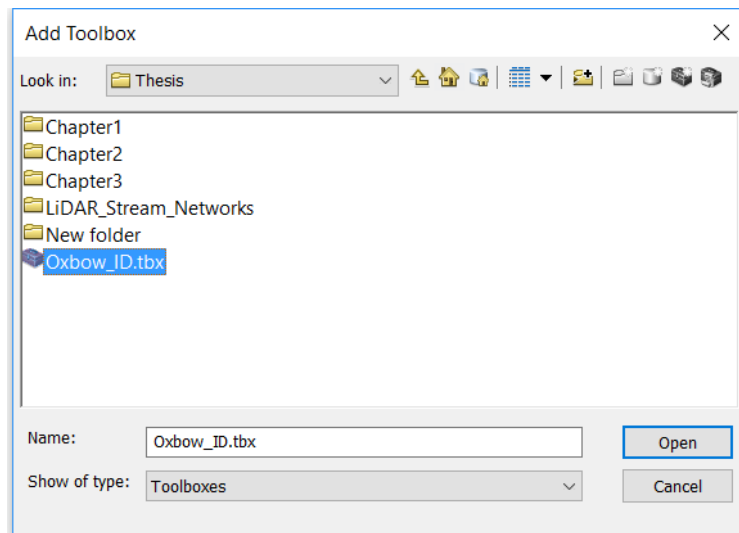 Add Toolbox
Look in: Thesis
Chapter1
Chapter2
Chapter3
LiDAR_Stream_Networks
New folder
Oxbow_ID.tbx
Name: Oxbow_ID.tbx Open
Show of type: Toolboxes Cancel